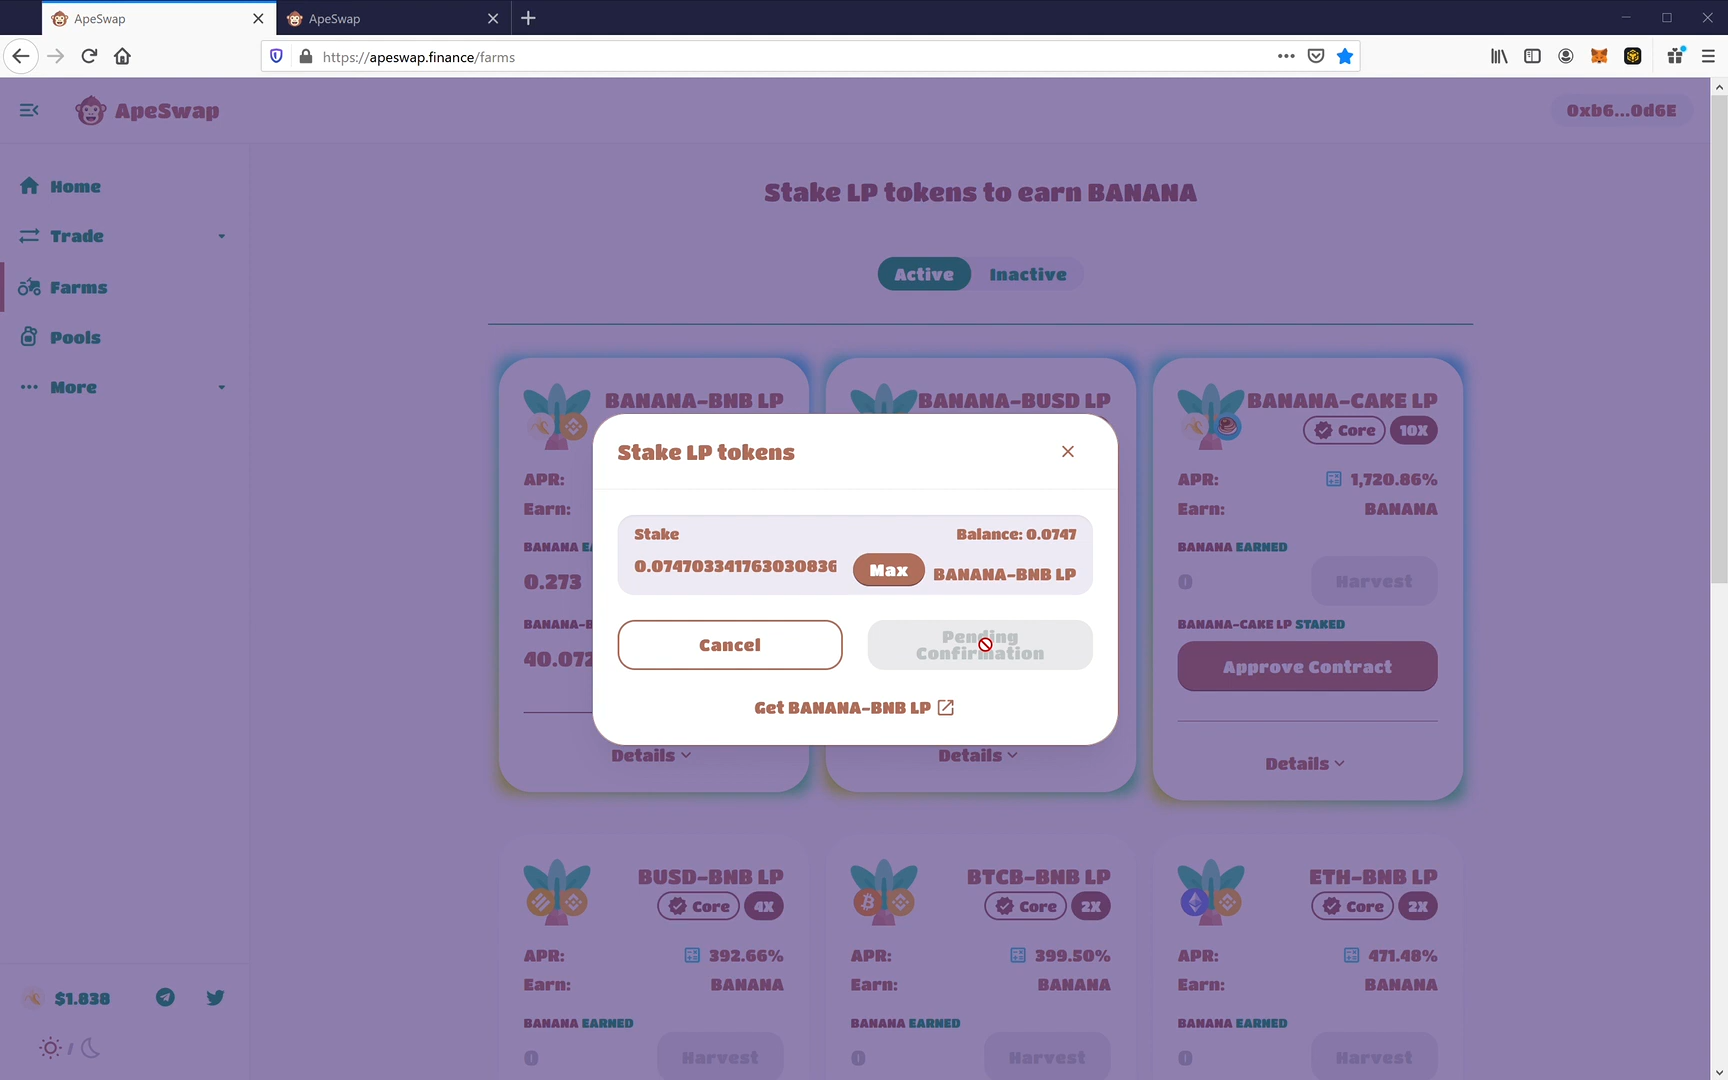 ApeSwap
ApeSwap
https://apeswap.finance/farms
ApeSwap
0xb6...0d6E
Home
Trade
Farms
Pools
More
$1.838
/
Stake LP tokens to earn BANANA
Active
Inactive
BANANA-BNB LP
APR:
Earn:
BANANA E
0.273
BANANA-B
40.072
Details
BANANA-BUSD LP
Details
BANANA-CAKE LP
Core
10X
APR:
1,720.86%
Earn:
BANANA
BANANA EARNED
0
Harvest
BANANA-CAKE LP STAKED
Approve Contract
Details
Stake LP tokens
Stake
Balance: 0.0747
0.074703341763030836
Max
BANANA-BNB LP
Cancel
Pending
Confirmation
Get BANANA-BNB LP
BUSD-BNB LP
Core
4X
APR:
392.66%
Earn:
BANANA
BANANA EARNED
0
Harvest
BTCB-BNB LP
Core
2X
APR:
399.50%
Earn:
BANANA
BANANA EARNED
0
Harvest
ETH-BNB LP
Core
2X
APR:
471.48%
Earn:
BANANA
BANANA EARNED
0
Harvest